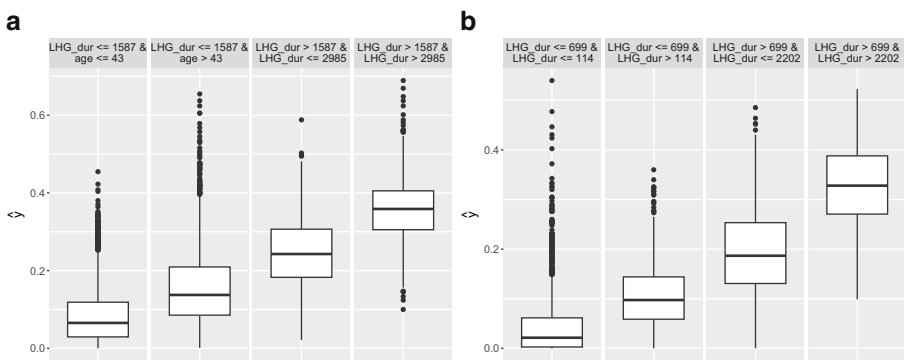 a
LHG_dur <= 1587 &
age <= 43
LHG_dur <= 1587 &
age > 43
LHG_dur > 1587 &
LHG_dur <= 2985
LHG_dur > 1587 &
LHG_dur > 2985
0.6
0.4
0.2
0.0
ŷ
b
LHG_dur <= 699 &
LHG_dur <= 114
LHG_dur <= 699 &
LHG_dur > 114
LHG_dur > 699 &
LHG_dur <= 2202
LHG_dur > 699 &
LHG_dur > 2202
0.4
0.2
0.0
ŷ